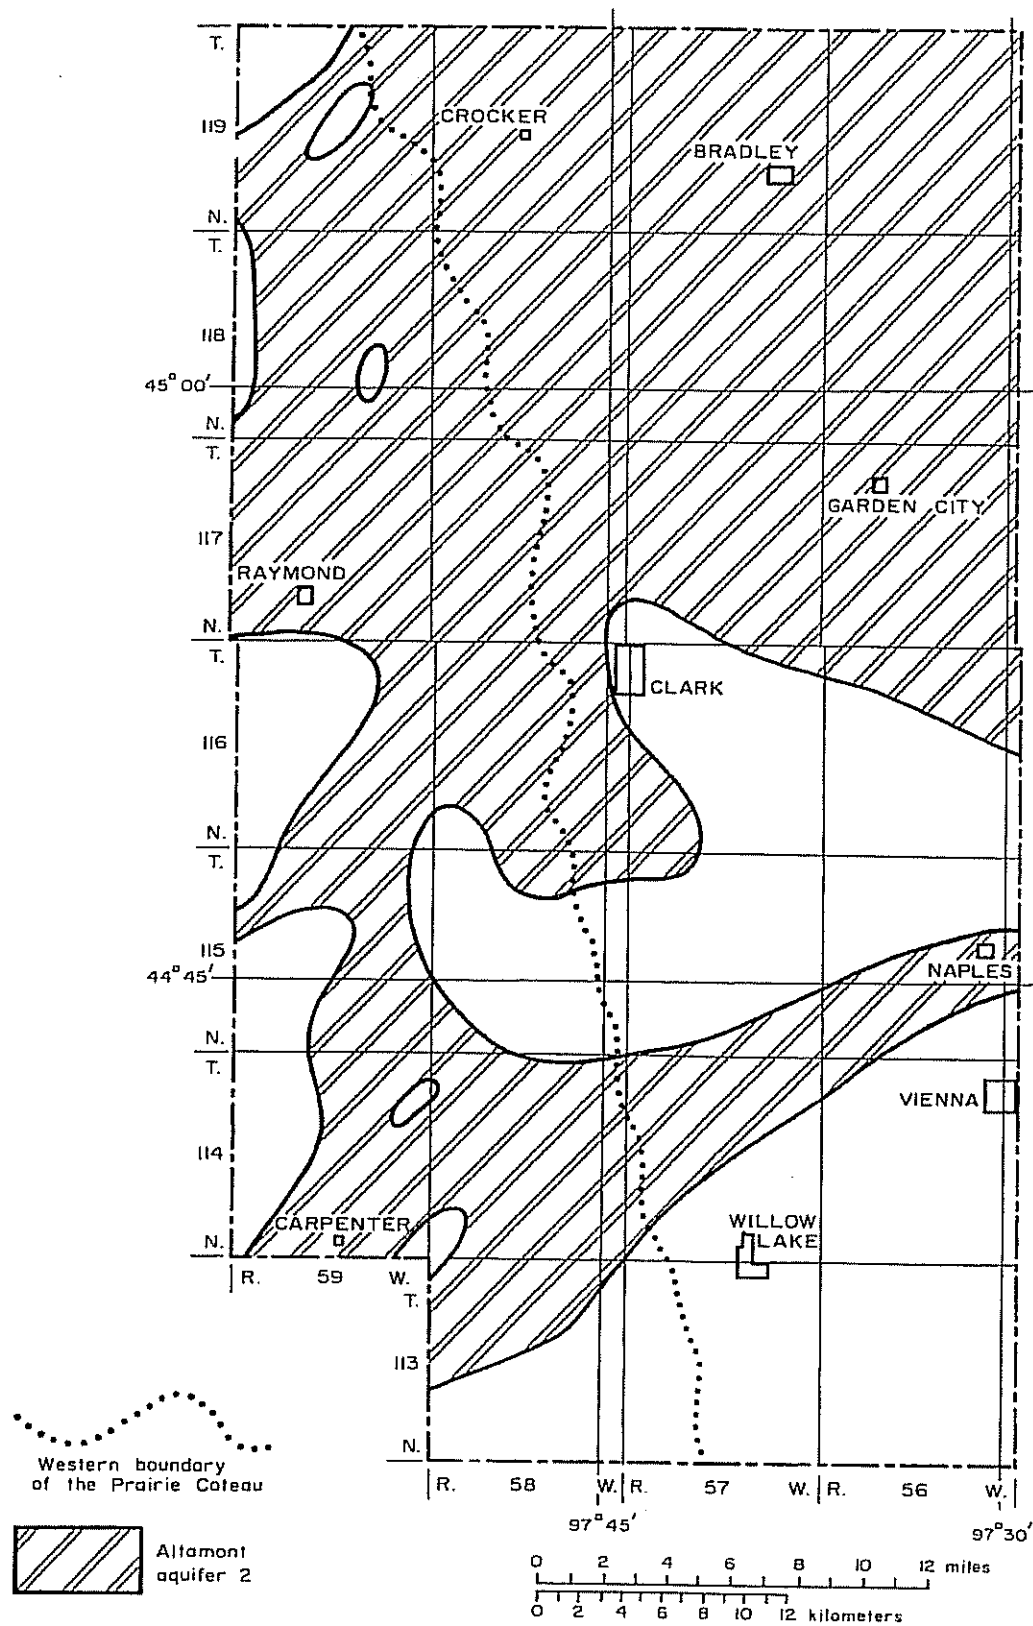 T.
119
CROCKER
BRADLEY
N.
T.
118
45° 00'
N.
T.
GARDEN CITY
117
RAYMOND
N.
T.
CLARK
116
N.
T.
115
44° 45'
NAPLES
N.
T.
VIENNA
114
CARPENTER
WILLOW
LAKE
N.
R. 59 W.
T.
113
N.
R. 58 W. R. 57 W. R. 56 W.
97° 45'
97° 30'
Western boundary
of the Prairie Coteau
Altamont
aquifer 2
0 2 4 6 8 10 12 miles
0 2 4 6 8 10 12 kilometers